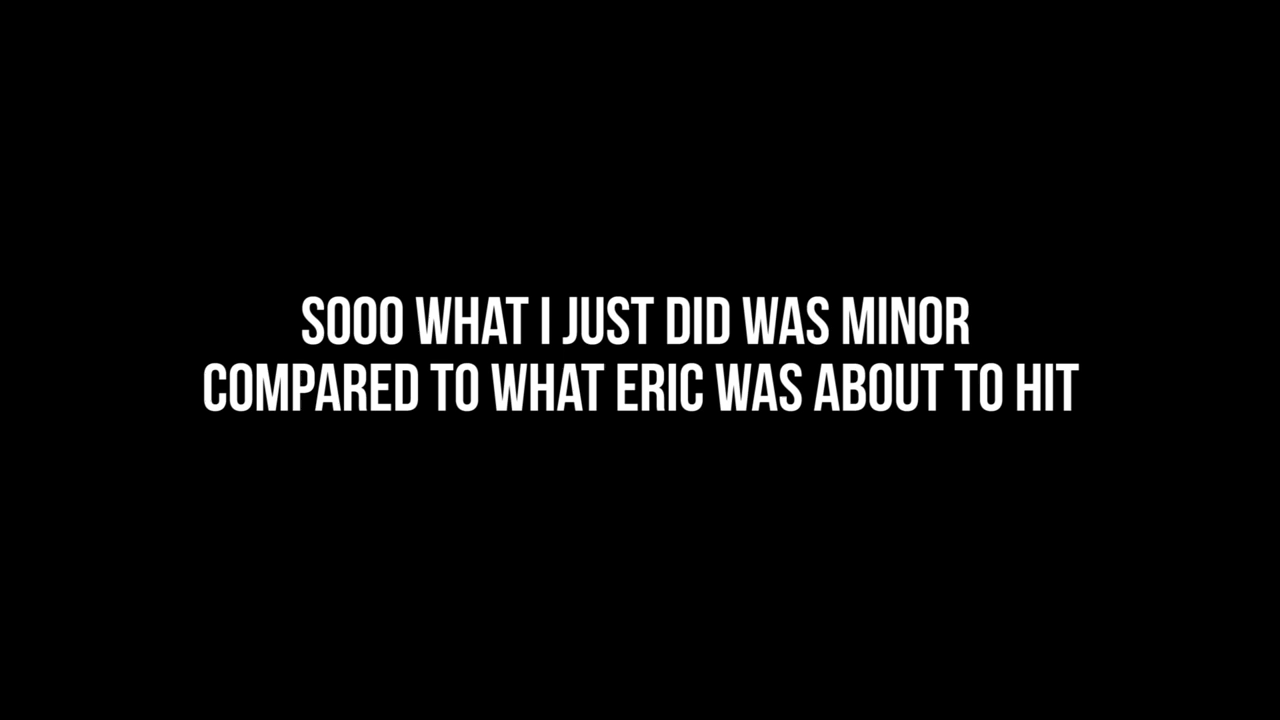 SOOO WHAT I JUST DID WAS MINOR
COMPARED TO WHAT ERIC WAS ABOUT TO HIT